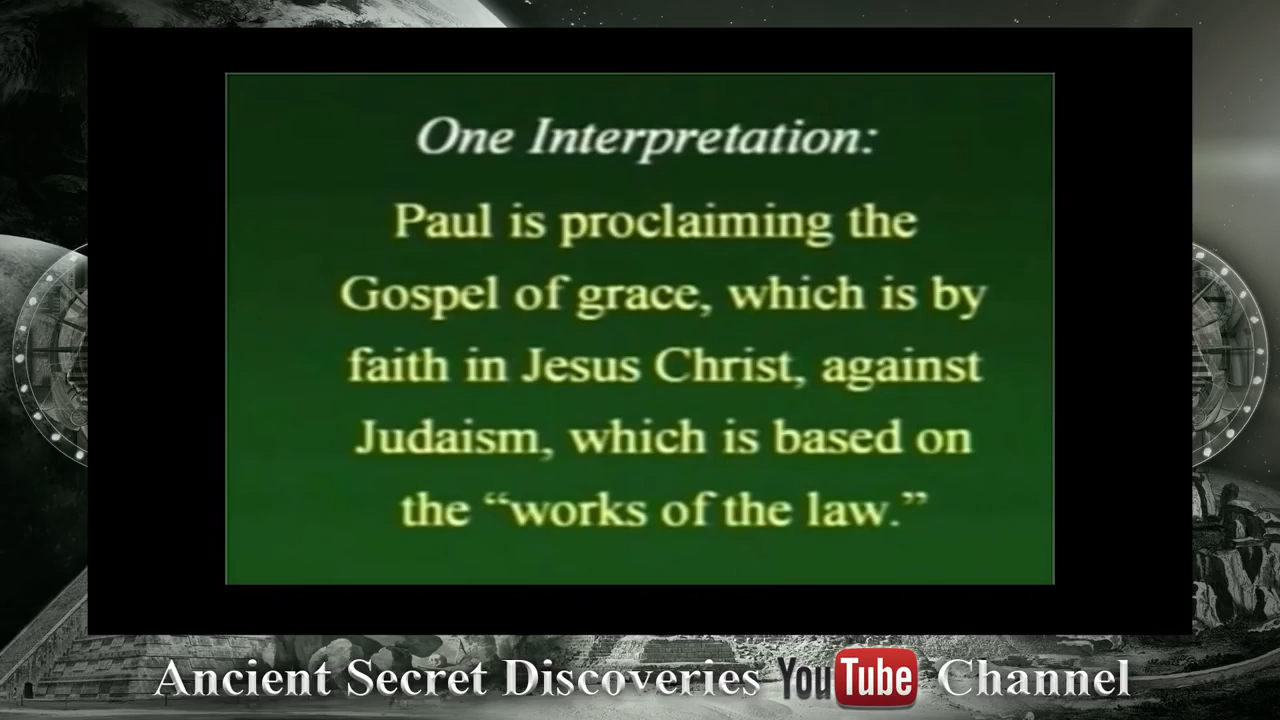 One Interpretation:
Paul is proclaiming the
Gospel of grace, which is by
faith in Jesus Christ, against
Judaism, which is based on
the “works of the law.”
Ancient Secret Discoveries YouTube Channel